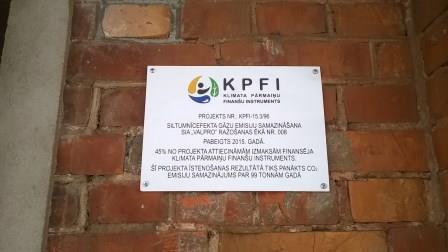 KPFI
KLIMATA PĀRMAIŅU
FINANŠU INSTRUMENTS
PROJEKTS NR. KPFI-15.3/96
SILTUMNĪCEFEKTA GĀZU EMISIJU SAMAZINĀŠANA
SIA „VALPRO” RAŽOŠANAS ĒKĀ NR. 008
PABEIGTS 2015. GADĀ.
45% NO PROJEKTA ATTIECINĀMĀM IZMAKSĀM FINANSĒJA
KLIMATA PĀRMAIŅU FINANŠU INSTRUMENTS.
ŠĪ PROJEKTA ĪSTENOŠANAS REZULTĀTĀ TIKS PANĀKTS CO₂
EMISIJU SAMAZINĀJUMS PAR 99 TONNĀM GADĀ